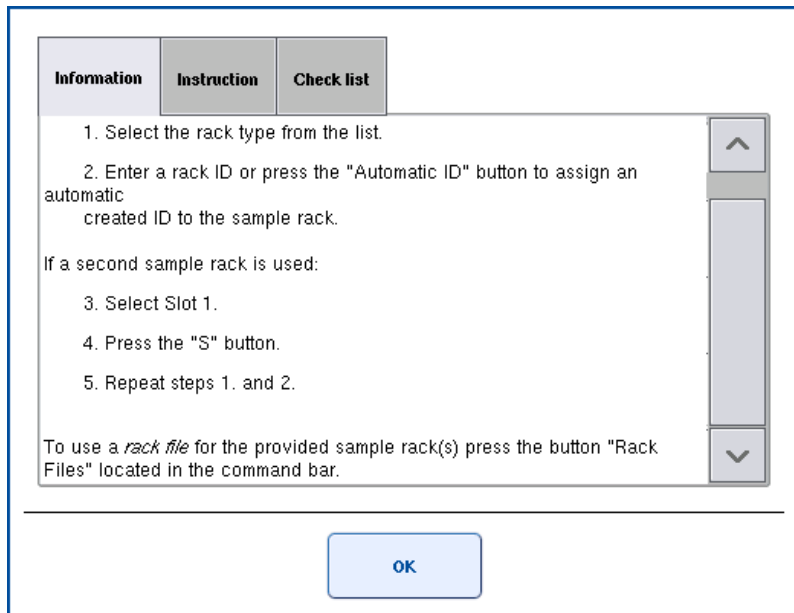 Information Instruction Check list
1. Select the rack type from the list.
2. Enter a rack ID or press the "Automatic ID" button to assign an
automatic
created ID to the sample rack.
If a second sample rack is used:
3. Select Slot 1.
4. Press the "S" button.
5. Repeat steps 1. and 2.
To use a rack file for the provided sample rack(s) press the button "Rack
Files" located in the command bar.
OK